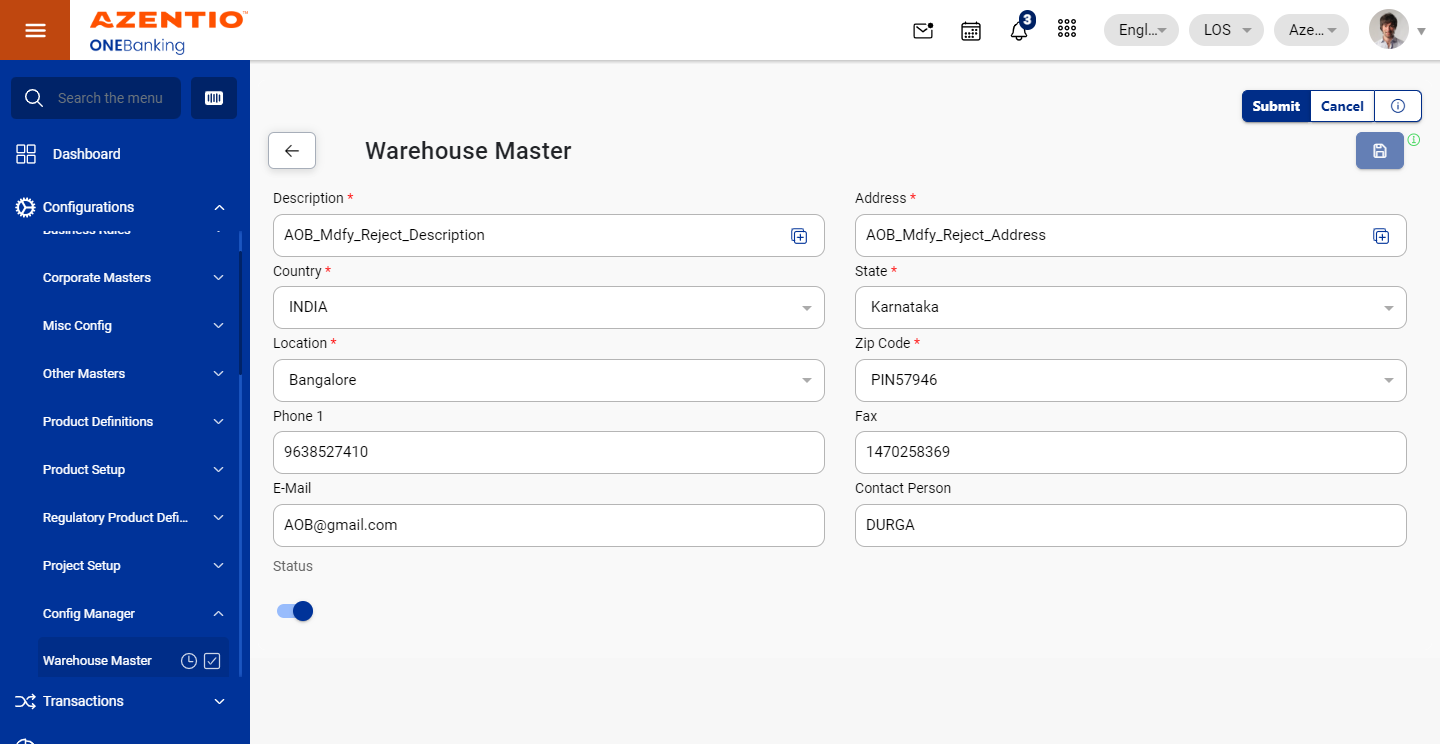 AZENTIO™
ONEBanking
3
Engl...
LOS
Aze...
Search the menu
Dashboard
Configurations
Business Rules
Corporate Masters
Misc Config
Other Masters
Product Definitions
Product Setup
Regulatory Product Defi...
Project Setup
Config Manager
Warehouse Master
Transactions
Submit
Cancel
Warehouse Master
Description *
Address *
AOB_Mdfy_Reject_Description
AOB_Mdfy_Reject_Address
Country *
State *
INDIA
Karnataka
Location *
Zip Code *
Bangalore
PIN57946
Phone 1
Fax
9638527410
1470258369
E-Mail
Contact Person
AOB@gmail.com
DURGA
Status